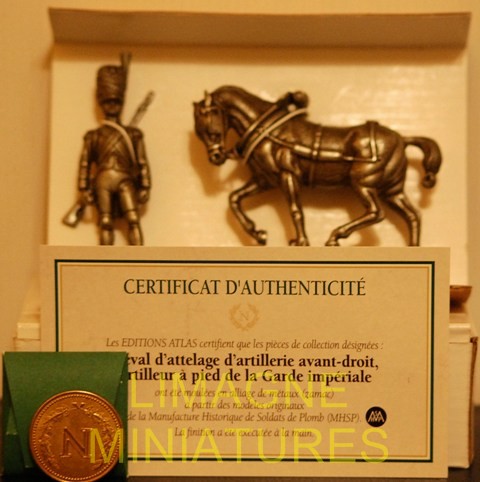 CERTIFICAT D'AUTHENTICITÉ
N
Les EDITIONS ATLAS certifient que les pièces de collection désignées :
eval d'attelage d'artillerie avant-droit,
rtilleur à pied de la Garde impériale
ont été moulées en alliage de métaux (zamac)
à partir des modèles originaux
de la Manufacture Historique de Soldats de Plomb (MHSP).
La finition a été exécutée à la main.
N
LIMAGNE
MINIATURES